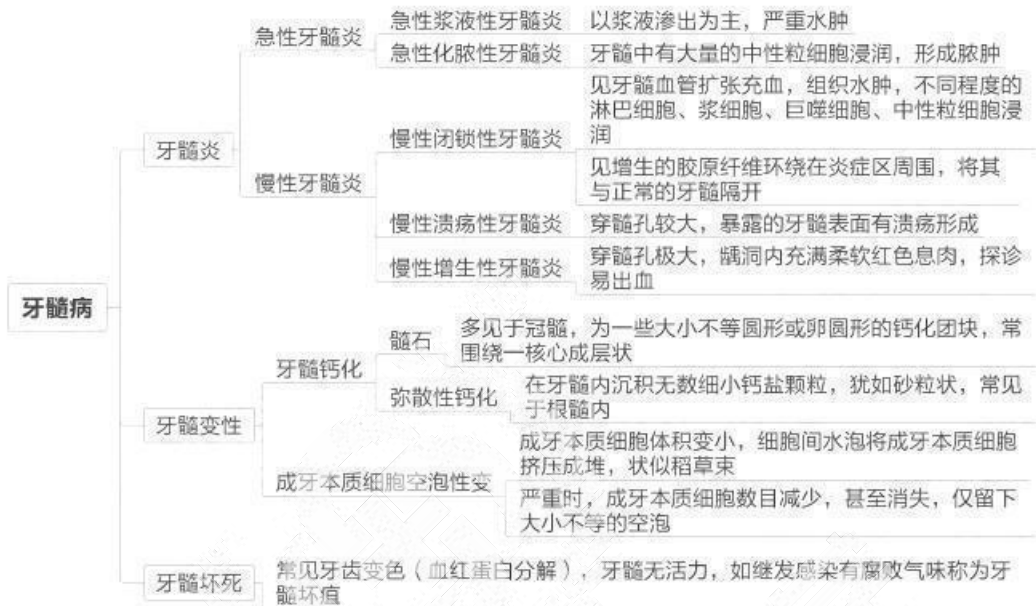 牙髓病
牙髓炎
急性牙髓炎
急性浆液性牙髓炎
以浆液渗出为主，严重水肿
急性化脓性牙髓炎
牙髓中有大量的中性粒细胞浸润，形成脓肿
慢性牙髓炎
慢性闭锁性牙髓炎
见牙髓血管扩张充血，组织水肿，不同程度的
淋巴细胞、浆细胞、巨噬细胞、中性粒细胞浸
润
见增生的胶原纤维环绕在炎症区周围，将其
与正常的牙髓隔开
慢性溃疡性牙髓炎
穿髓孔较大，暴露的牙髓表面有溃疡形成
慢性增生性牙髓炎
穿髓孔极大，龋洞内充满柔软红色息肉，探诊
易出血
牙髓变性
牙髓钙化
髓石
多见于冠髓，为一些大小不等圆形或卵圆形的钙化团块，常
围绕一核心成层状
弥散性钙化
在牙髓内沉积无数细小钙盐颗粒，犹如砂粒状，常见
于根髓内
成牙本质细胞空泡性变
成牙本质细胞体积变小，细胞间水泡将成牙本质细胞
挤压成堆，状似稻草束
严重时，成牙本质细胞数目减少，甚至消失，仅留下
大小不等的空泡
牙髓坏死
常见牙齿变色（血红蛋白分解），牙髓无活力，如继发感染有腐败气味称为牙
髓坏疽